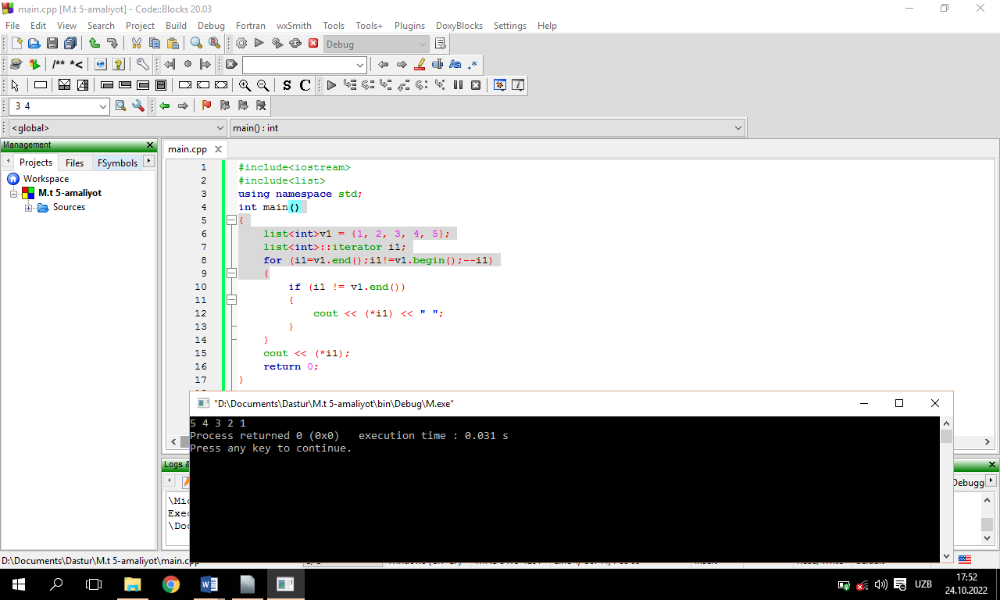 main.cpp [M.t 5-amaliyot] - Code::Blocks 20.03
File Edit View Search Project Build Debug Fortran wxSmith Tools Tools+ Plugins DoxyBlocks Settings Help
Debug
/** *<
S C
Aa .*
3 4
<global>
main() : int
Management
Projects Files FSymbols
Workspace
M.t 5-amaliyot
Sources
main.cpp
1 #include<iostream>
2 #include<list>
3 using namespace std;
4 int main()
5 {
6 list<int>v1 = {1, 2, 3, 4, 5};
7 list<int>::iterator i1;
8 for (i1=v1.end();i1!=v1.begin();--i1)
9 {
10 if (i1 != v1.end())
11 {
12 cout << (*i1) << " ";
13 }
14 }
15 cout << (*i1);
16 return 0;
17 }
"D:\Documents\Dastur\M.t 5-amaliyot\bin\Debug\M.exe"
5 4 3 2 1
Process returned 0 (0x0) execution time : 0.031 s
Press any key to continue.
Logs &
Debugg
D:\Documents\Dastur\M.t 5-amaliyot\main.cpp
UZB
17:52
24.10.2022